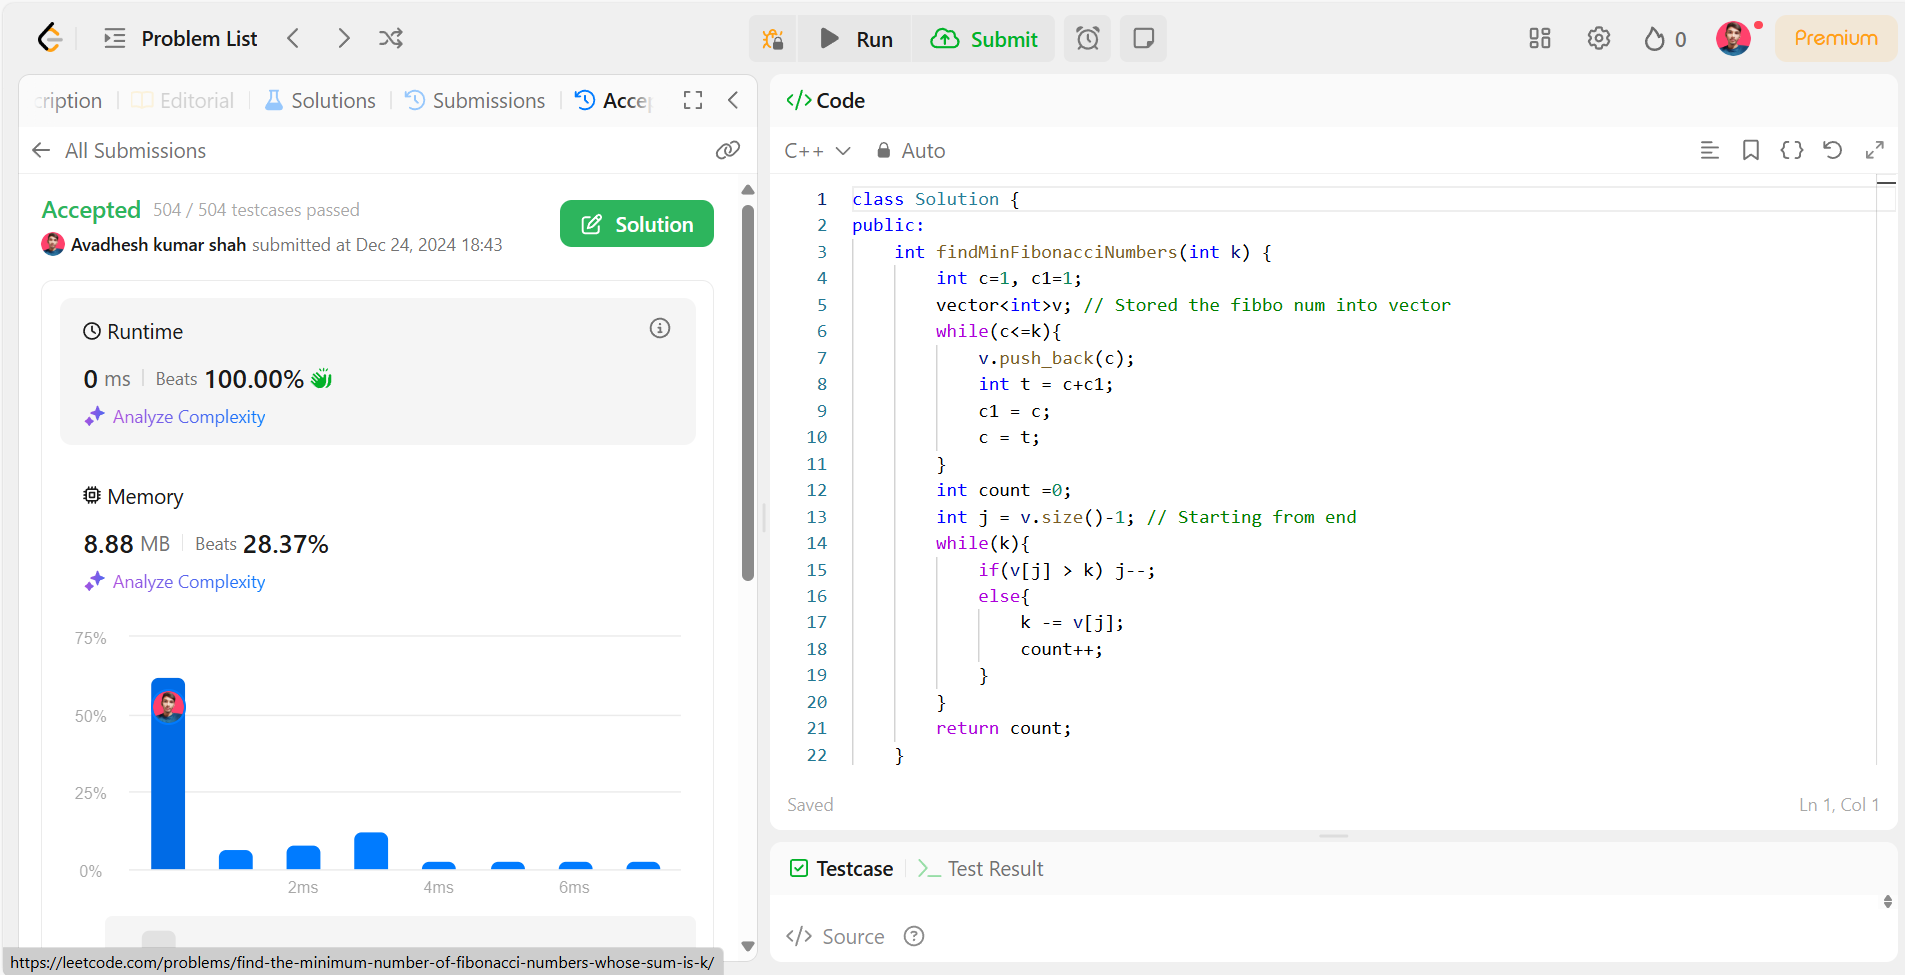 Problem List
Run
Submit
0
Premium
cription
Editorial
Solutions
Submissions
Acce
All Submissions
Accepted 504 / 504 testcases passed
Avadhesh kumar shah submitted at Dec 24, 2024 18:43
Solution
Runtime
0 ms Beats 100.00%
Analyze Complexity
Memory
8.88 MB Beats 28.37%
Analyze Complexity
75%
50%
25%
0%
2ms 4ms 6ms
https://leetcode.com/problems/find-the-minimum-number-of-fibonacci-numbers-whose-sum-is-k/
</> Code
C++ Auto
1 class Solution {
2 public:
3 int findMinFibonacciNumbers(int k) {
4 int c=1, c1=1;
5 vector<int>v; // Stored the fibbo num into vector
6 while(c<=k){
7 v.push_back(c);
8 int t = c+c1;
9 c1 = c;
10 c = t;
11 }
12 int count =0;
13 int j = v.size()-1; // Starting from end
14 while(k){
15 if(v[j] > k) j--;
16 else{
17 k -= v[j];
18 count++;
19 }
20 }
21 return count;
22 }
Saved
Ln 1, Col 1
Testcase
Test Result
</> Source